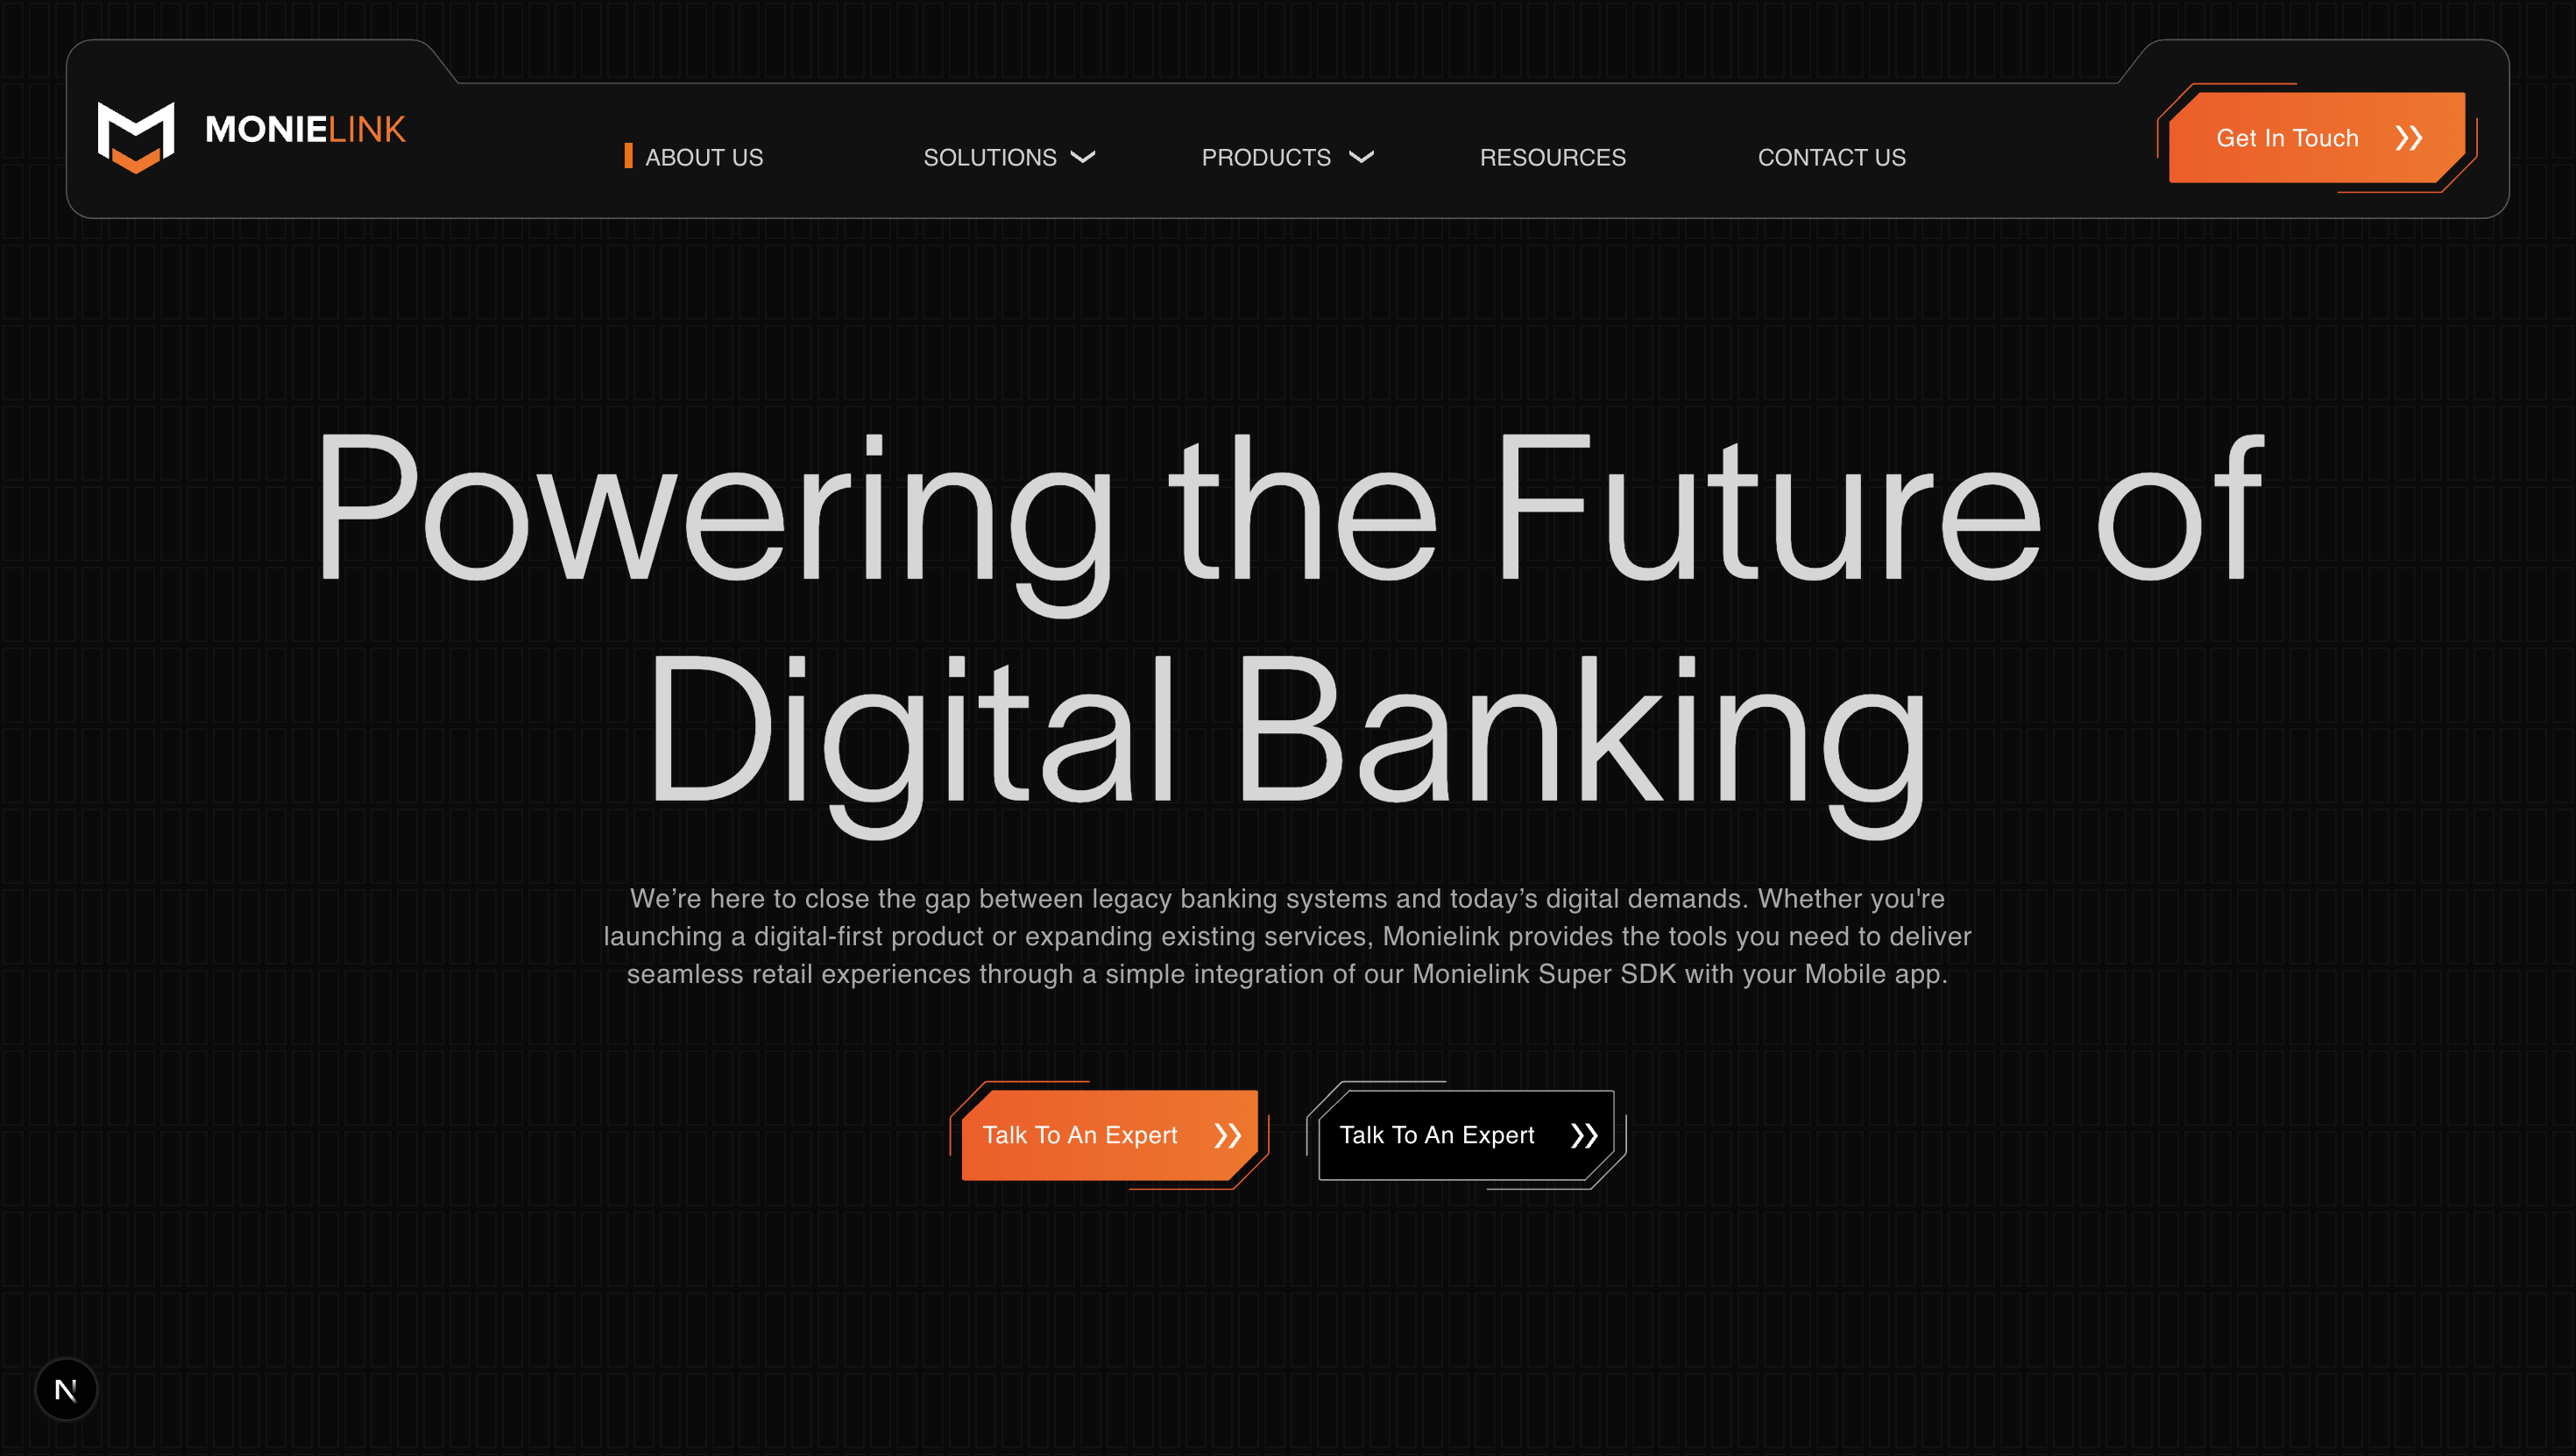 MONIELINK
ABOUT US
SOLUTIONS
PRODUCTS
RESOURCES
CONTACT US
Get In Touch
Powering the Future of
Digital Banking
We’re here to close the gap between legacy banking systems and today’s digital demands. Whether you're
launching a digital-first product or expanding existing services, Monielink provides the tools you need to deliver
seamless retail experiences through a simple integration of our Monielink Super SDK with your Mobile app.
Talk To An Expert
Talk To An Expert
N